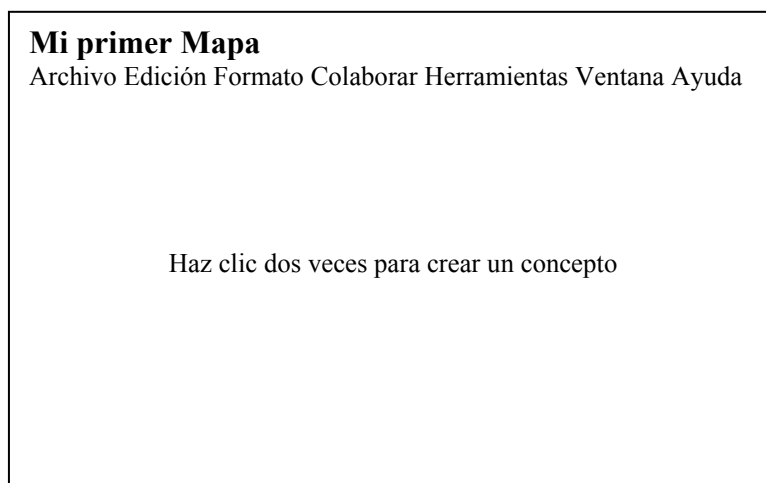 Mi primer Mapa
Archivo Edición Formato Colaborar Herramientas Ventana Ayuda
Haz clic dos veces para crear un concepto